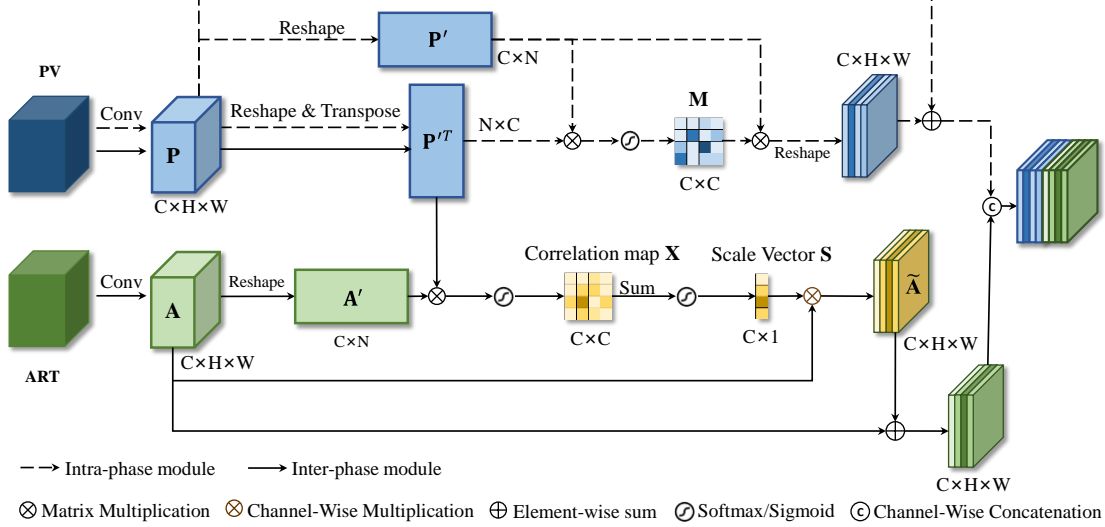 Reshape
P′
C×N
C×H×W
PV
Conv
Reshape & Transpose
P
P′T
N×C
M
Reshape
C×C
C×H×W
c
Correlation map X
Scale Vector S
Conv
Reshape
A
A′
Sum
Ã
C×N
C×C
C×1
C×H×W
C×H×W
ART
C×H×W
Intra-phase module
Inter-phase module
Matrix Multiplication
Channel-Wise Multiplication
Element-wise sum
Softmax/Sigmoid
c Channel-Wise Concatenation